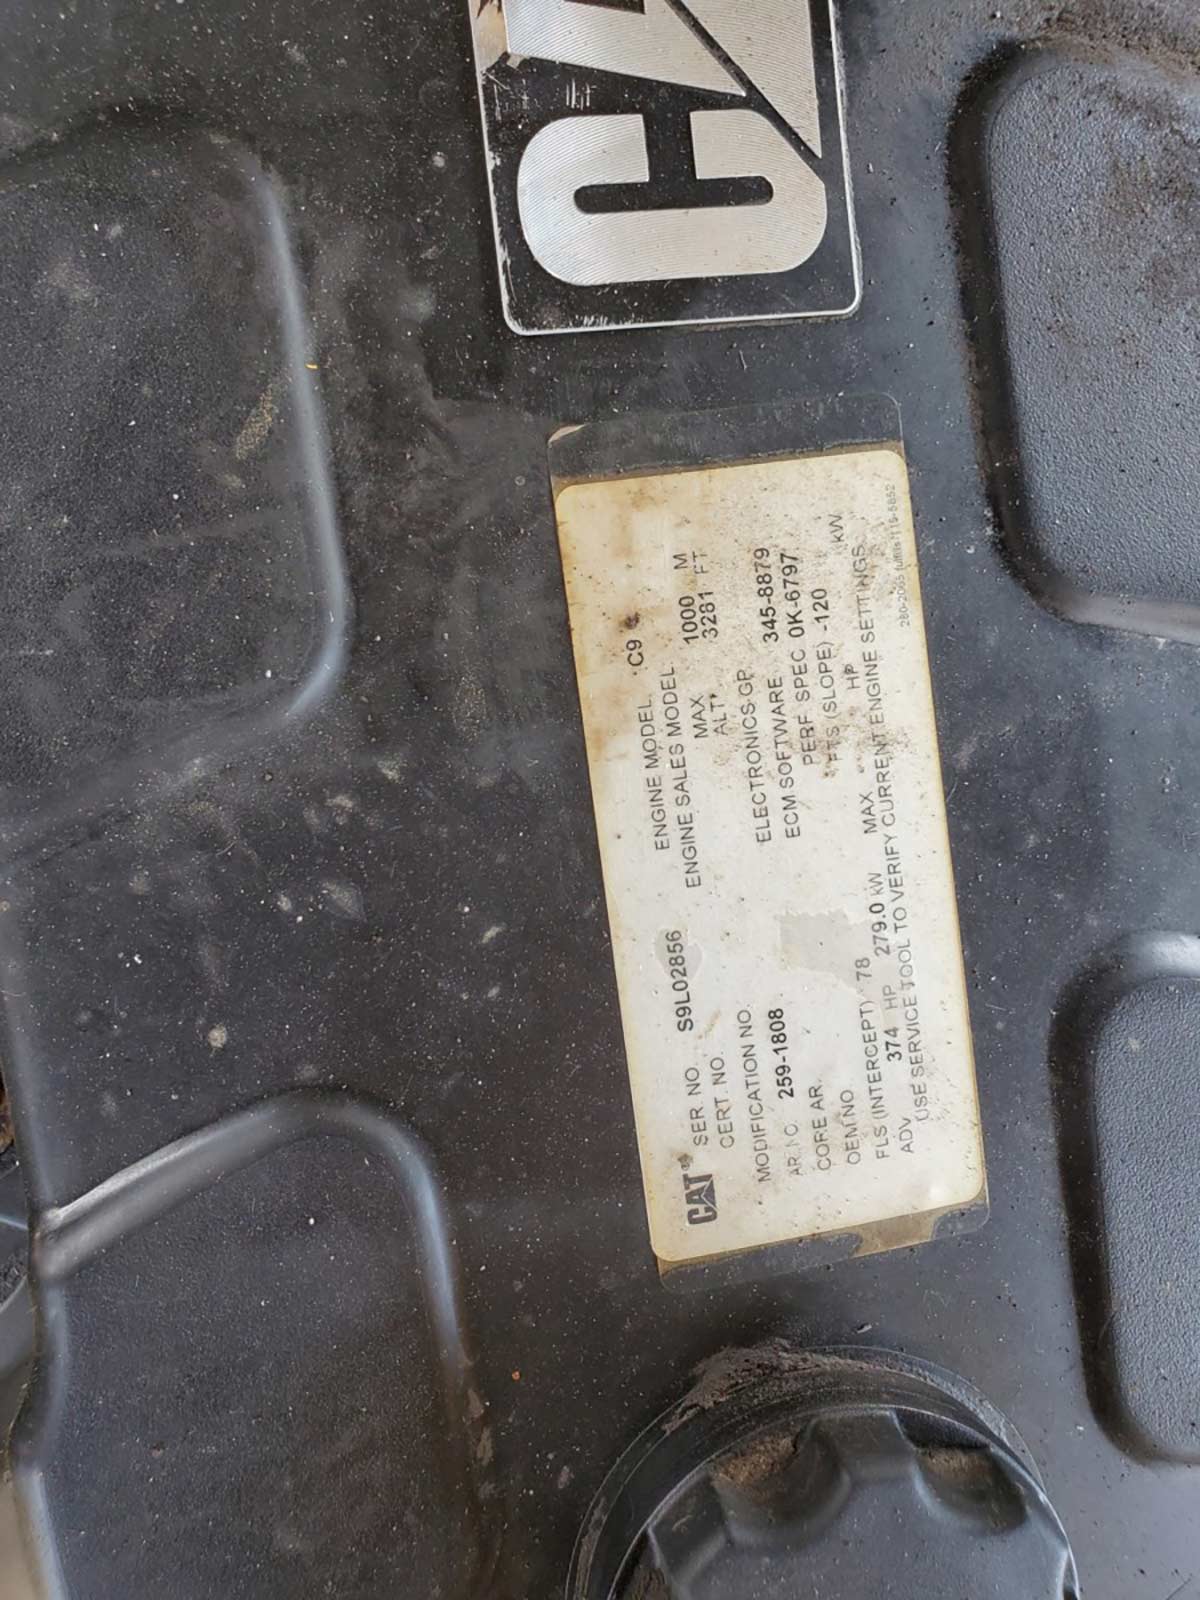 CA
CAT®
SER. NO. S9L02856 ENGINE MODEL C9
CERT. NO. ENGINE SALES MODEL
MODIFICATION NO. MAX 1000 M
ALT 3281 FT
AR. NO. 259-1808 ELECTRONICS GP
CORE AR. ECM SOFTWARE 345-8879
OEM NO PERF SPEC 0K-6797
FLS (INTERCEPT) 78 FTS (SLOPE) -120
ADV 374 HP 279.0 kW MAX HP kW
USE SERVICE TOOL TO VERIFY CURRENT ENGINE SETTINGS